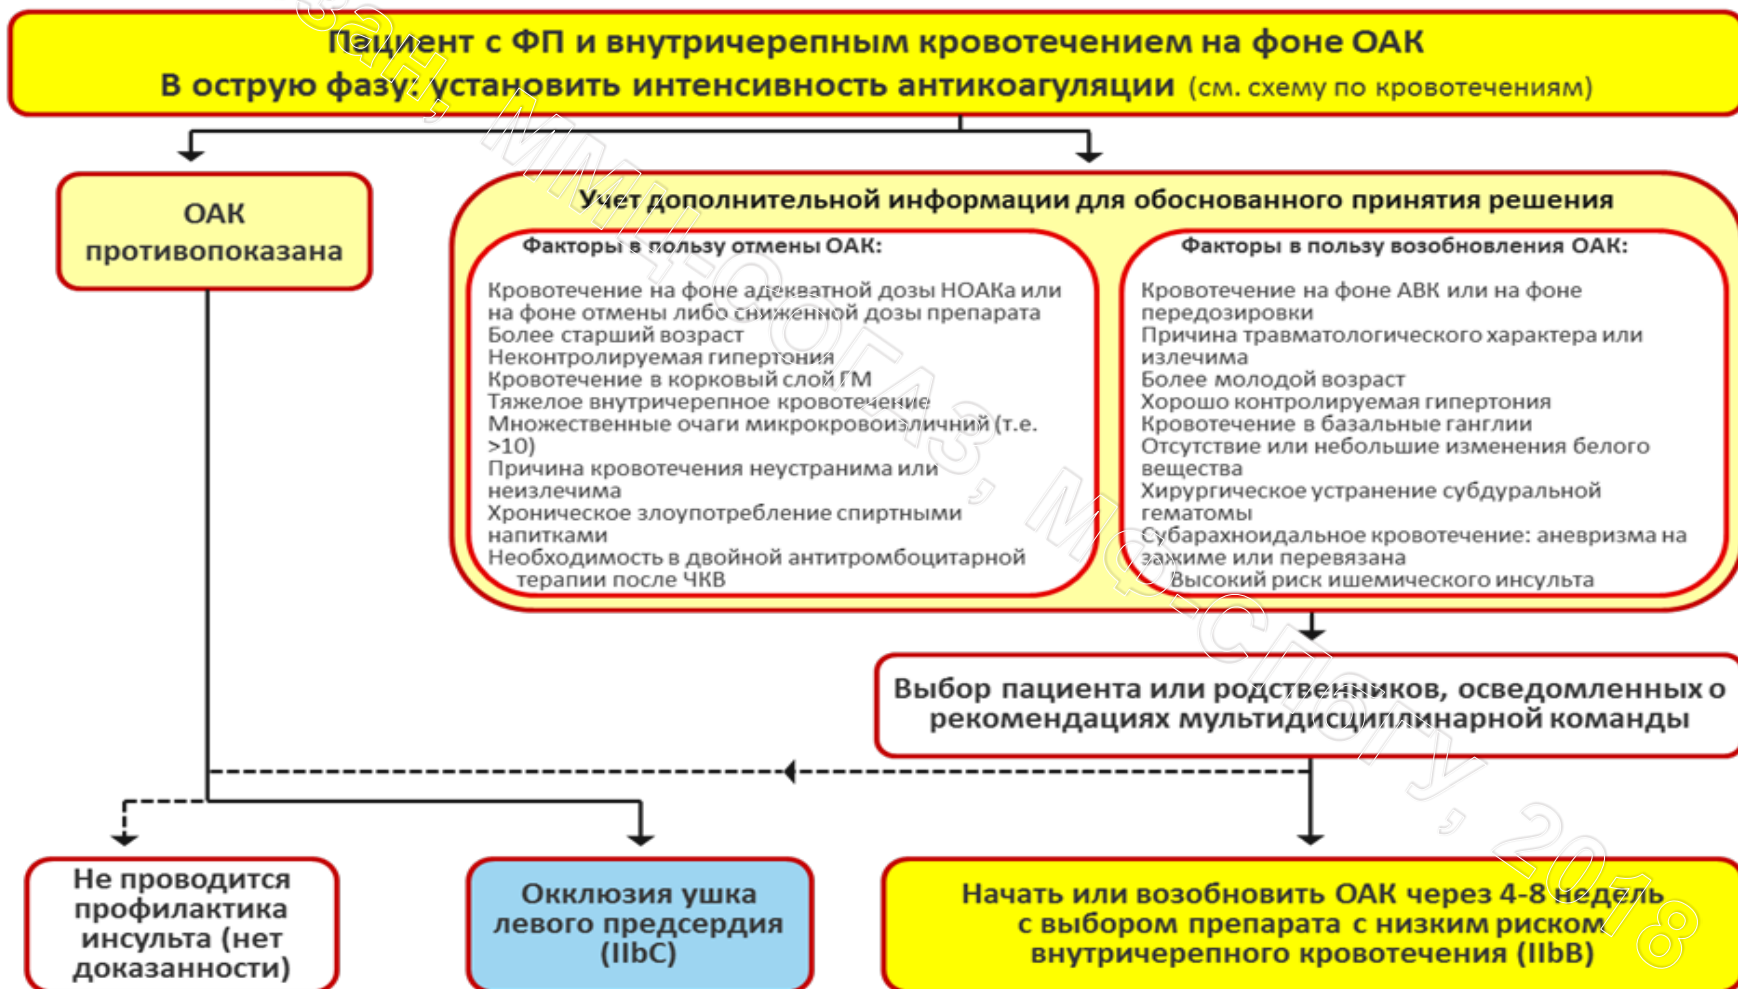 Пациент с ФП и внутричерепным кровотечением на фоне ОАК
В острую фазу: установить интенсивность антикоагуляции (см. схему по кровотечениям)
ОАК
противопоказана
Учет дополнительной информации для обоснованного принятия решения
Факторы в пользу отмены ОАК:
Кровотечение на фоне адекватной дозы НОАКа или
на фоне отмены либо сниженной дозы препарата
Более старший возраст
Неконтролируемая гипертония
Кровотечение в корковый слой ГМ
Тяжелое внутричерепное кровотечение
Множественные очаги микрокровоизличний (т.е.
>10)
Причина кровотечения неустранима или
неизлечима
Хроническое злоупотребление спиртными
напитками
Необходимость в двойной антитромбоцитарной
терапии после ЧКВ
Факторы в пользу возобновления ОАК:
Кровотечение на фоне АВК или на фоне
передозировки
Причина травматологического характера или
излечима
Более молодой возраст
Хорошо контролируемая гипертония
Кровотечение в базальные ганглии
Отсутствие или небольшие изменения белого
вещества
Хирургическое устранение субдуральной
гематомы
Субарахноидальное кровотечение: аневризма на
зажиме или перевязана
Высокий риск ишемического инсульта
Выбор пациента или родственников, осведомленных о
рекомендациях мультидисциплинарной команды
Не проводится
профилактика
инсульта (нет
доказанности)
Окклюзия ушка
левого предсердия
(IIbC)
Начать или возобновить ОАК через 4-8 недель
с выбором препарата с низким риском
внутричерепного кровотечения (IIbB)
ММЦ-СОГАЗ, МФ-СПбГУ, 2018